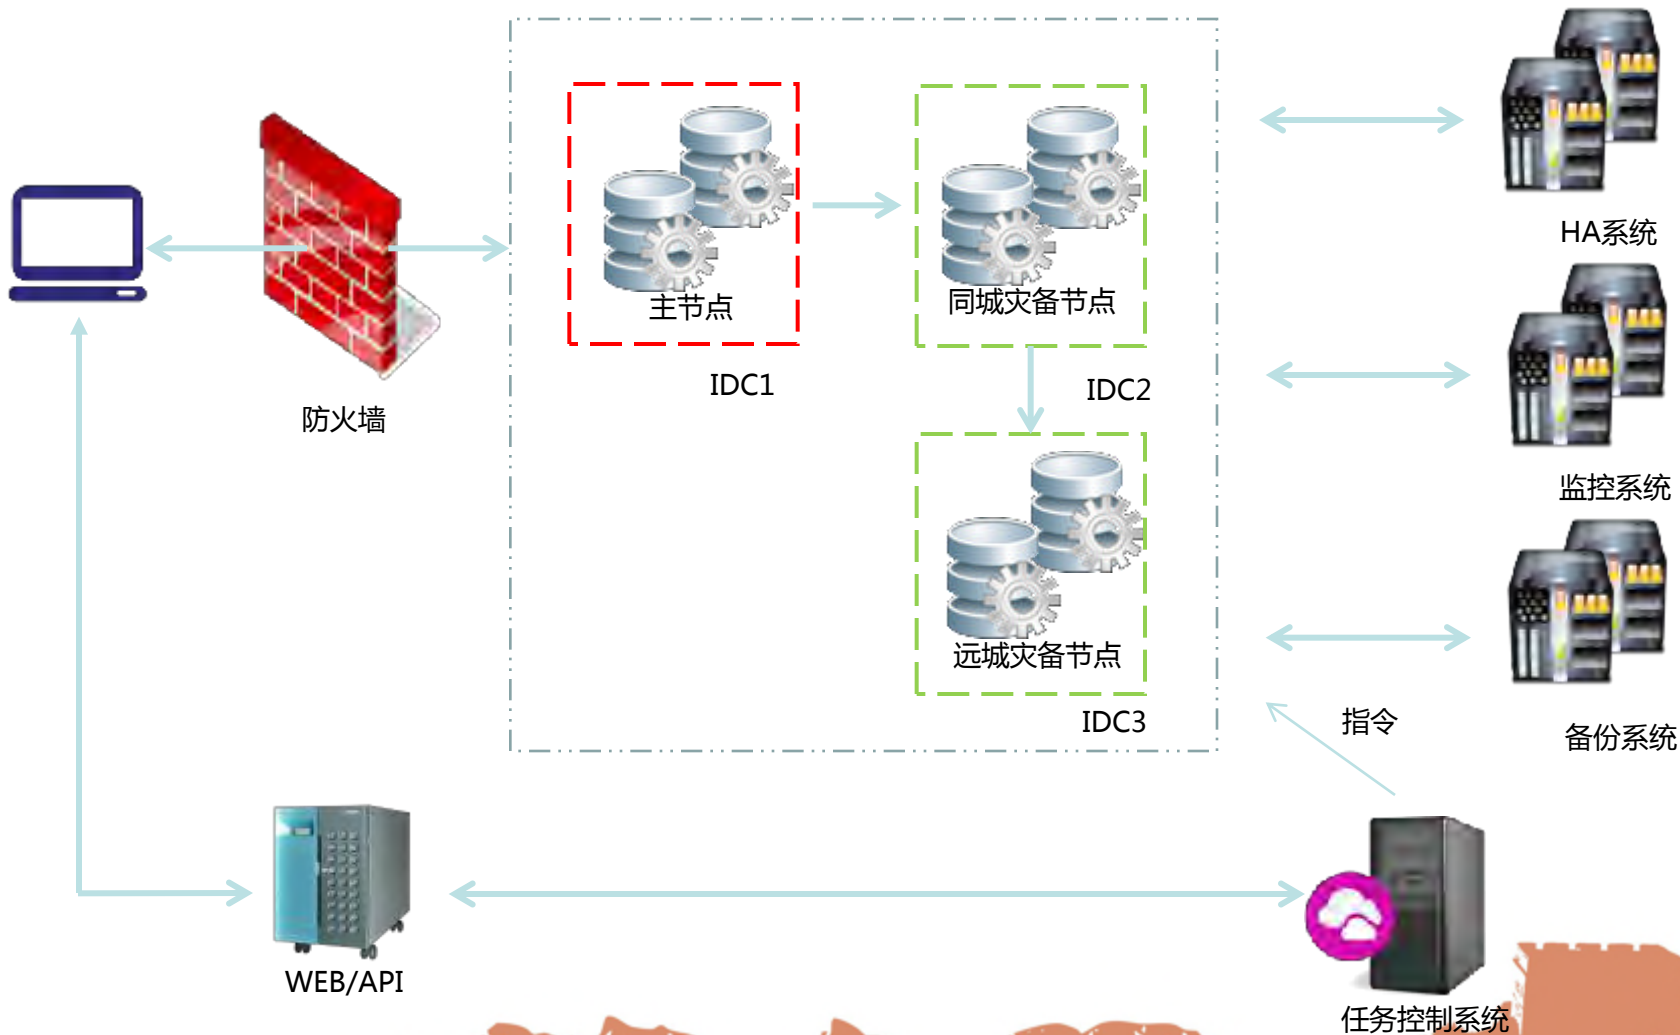 HA系统
主节点
同城灾备节点
IDC1
IDC2
防火墙
监控系统
远城灾备节点
IDC3
指令
备份系统
WEB/API
任务控制系统